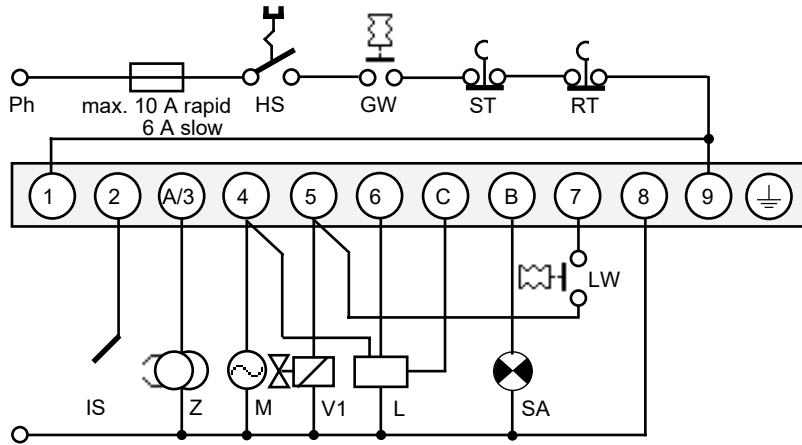 Ph
max. 10 A rapid
6 A slow
HS
GW
ST
RT
1 2 A/3 4 5 6 C B 7 8 9
LW
IS Z M V1 L SA